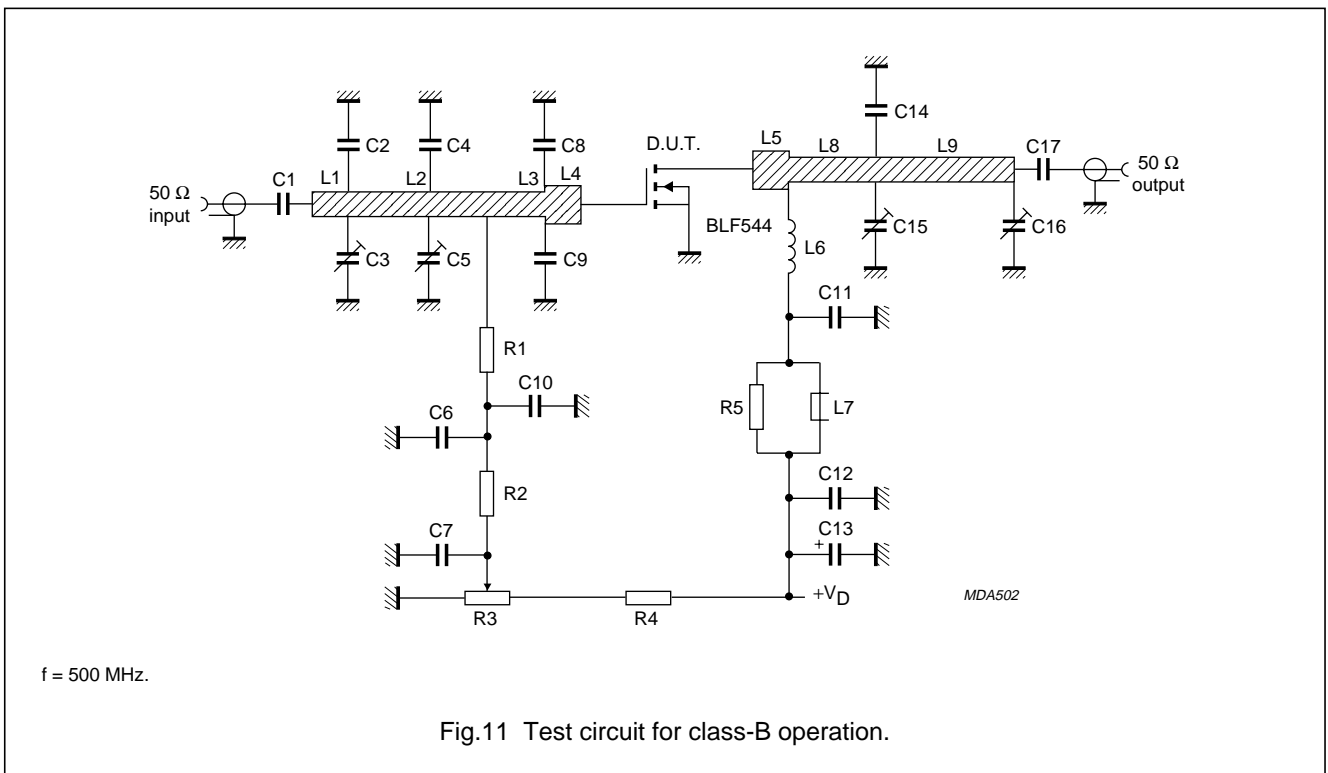 C14
C2
C4
C8
D.U.T.
L5
L8
L9
C17
L1
L2
L3
L4
C1
50 Ω
input
50 Ω
output
BLF544
C3
C5
C9
L6
C15
C16
C11
R1
C10
R5
L7
C6
R2
C12
C7
C13
+
R3
R4
+VD
MDA502
f = 500 MHz.
Fig.11 Test circuit for class-B operation.